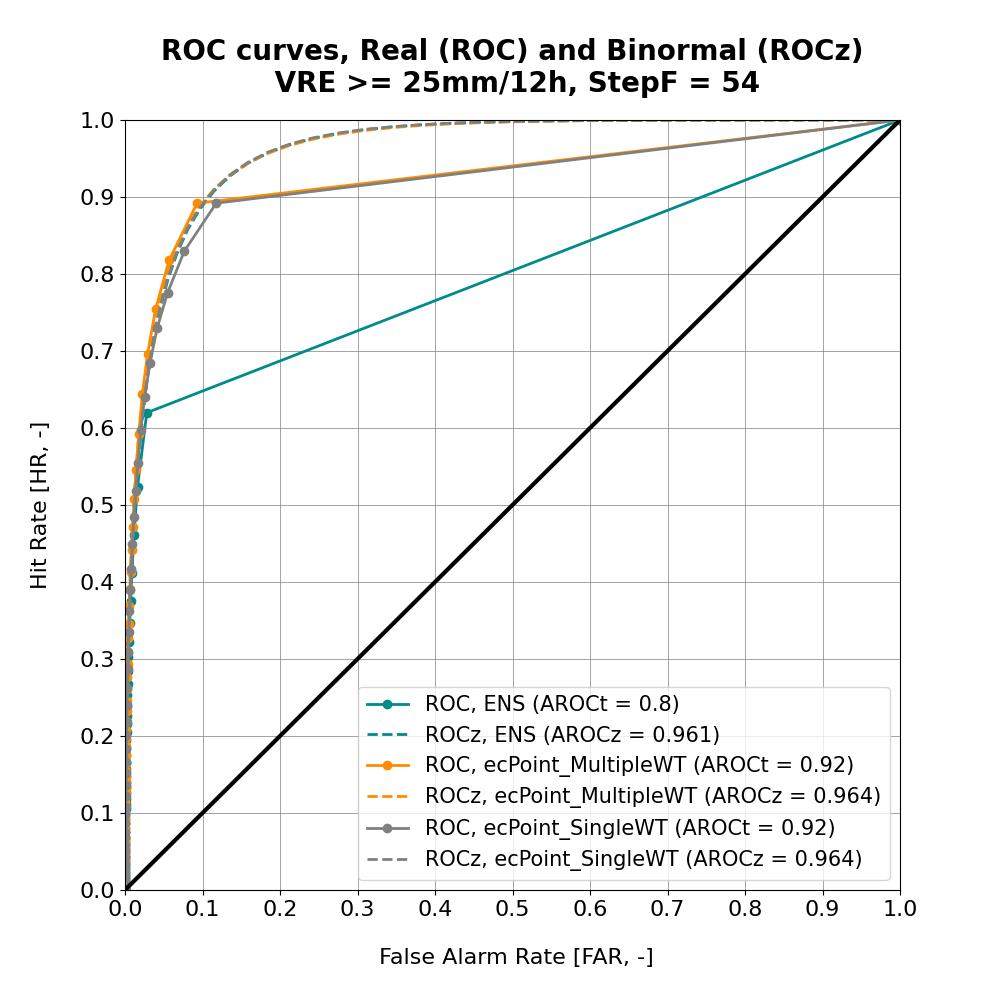 ROC curves, Real (ROC) and Binormal (ROCz)
VRE >= 25mm/12h, StepF = 54
1.0
0.9
0.8
0.7
0.6
0.5
0.4
0.3
0.2
0.1
0.0
Hit Rate [HR, -]
ROC, ENS (AROCt = 0.8)
ROCz, ENS (AROCz = 0.961)
ROC, ecPoint_MultipleWT (AROCt = 0.92)
ROCz, ecPoint_MultipleWT (AROCz = 0.964)
ROC, ecPoint_SingleWT (AROCt = 0.92)
ROCz, ecPoint_SingleWT (AROCz = 0.964)
0.0 0.1 0.2 0.3 0.4 0.5 0.6 0.7 0.8 0.9 1.0
False Alarm Rate [FAR, -]